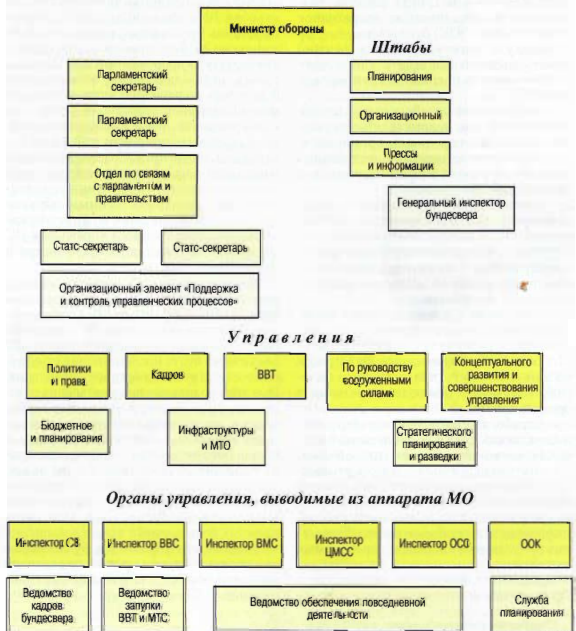 Министр обороны
Штабы
Парламентский
секретарь
Планирования
Парламентский
секретарь
Организационный
Отдел по связям
с парламентом и
правительством
Прессы
и информации
Генеральный инспектор
бундесвера
Статс-секретарь
Статс-секретарь
Организационный элемент «Поддержка
и контроль управленческих процессов»
Управления
Политики
и права
Кадров
ВВТ
По руководству
вооруженными
силами
Концептуального
развития и
совершенствования
управления
Бюджетное
и планирования
Инфраструктуры
и МТО
Стратегического
планирования
и разведки
Органы управления, выводимые из аппарата МО
Инспектор СВ
Инспектор ВВС
Инспектор ВМС
Инспектор
ЦМСС
Инспектор ОСО
ООК
Ведомство
кадров
бундесвера
Ведомство
запупки
ВВТ и МТС
Ведомство обеспечения повседневной
деятельности
Служба
планирования